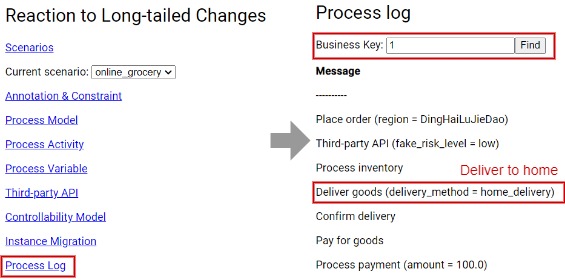 Reaction to Long-tailed Changes
Scenarios
Current scenario: online_grocery
Annotation & Constraint
Process Model
Process Activity
Process Variable
Third-party API
Controllability Model
Instance Migration
Process Log
Process log
Business Key: 1 Find
Message
----------
Place order (region = DingHaiLuJieDao)
Third-party API (fake_risk_level = low)
Process inventory
Deliver to home
Deliver goods (delivery_method = home_delivery)
Confirm delivery
Pay for goods
Process payment (amount = 100.0)